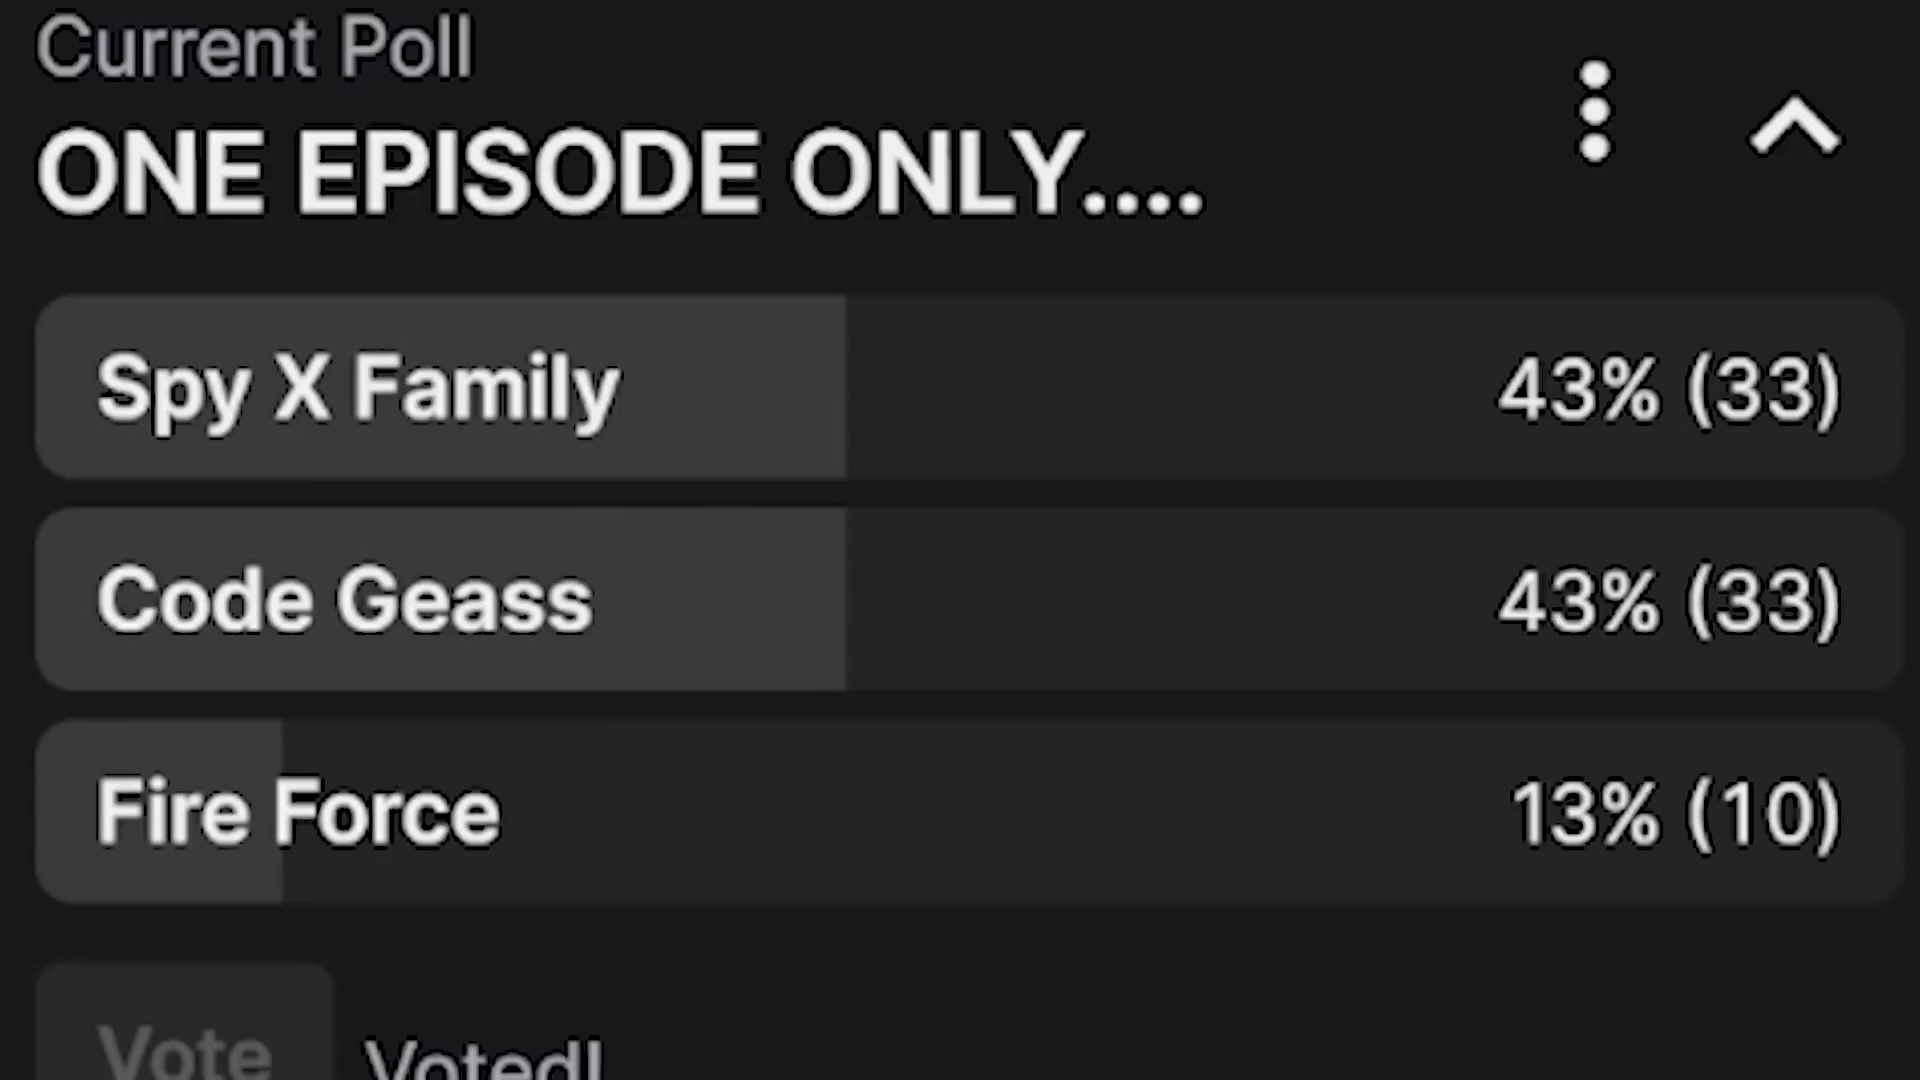 Current Poll
ONE EPISODE ONLY....
Spy X Family 43% (33)
Code Geass 43% (33)
Fire Force 13% (10)
Vote Voted!